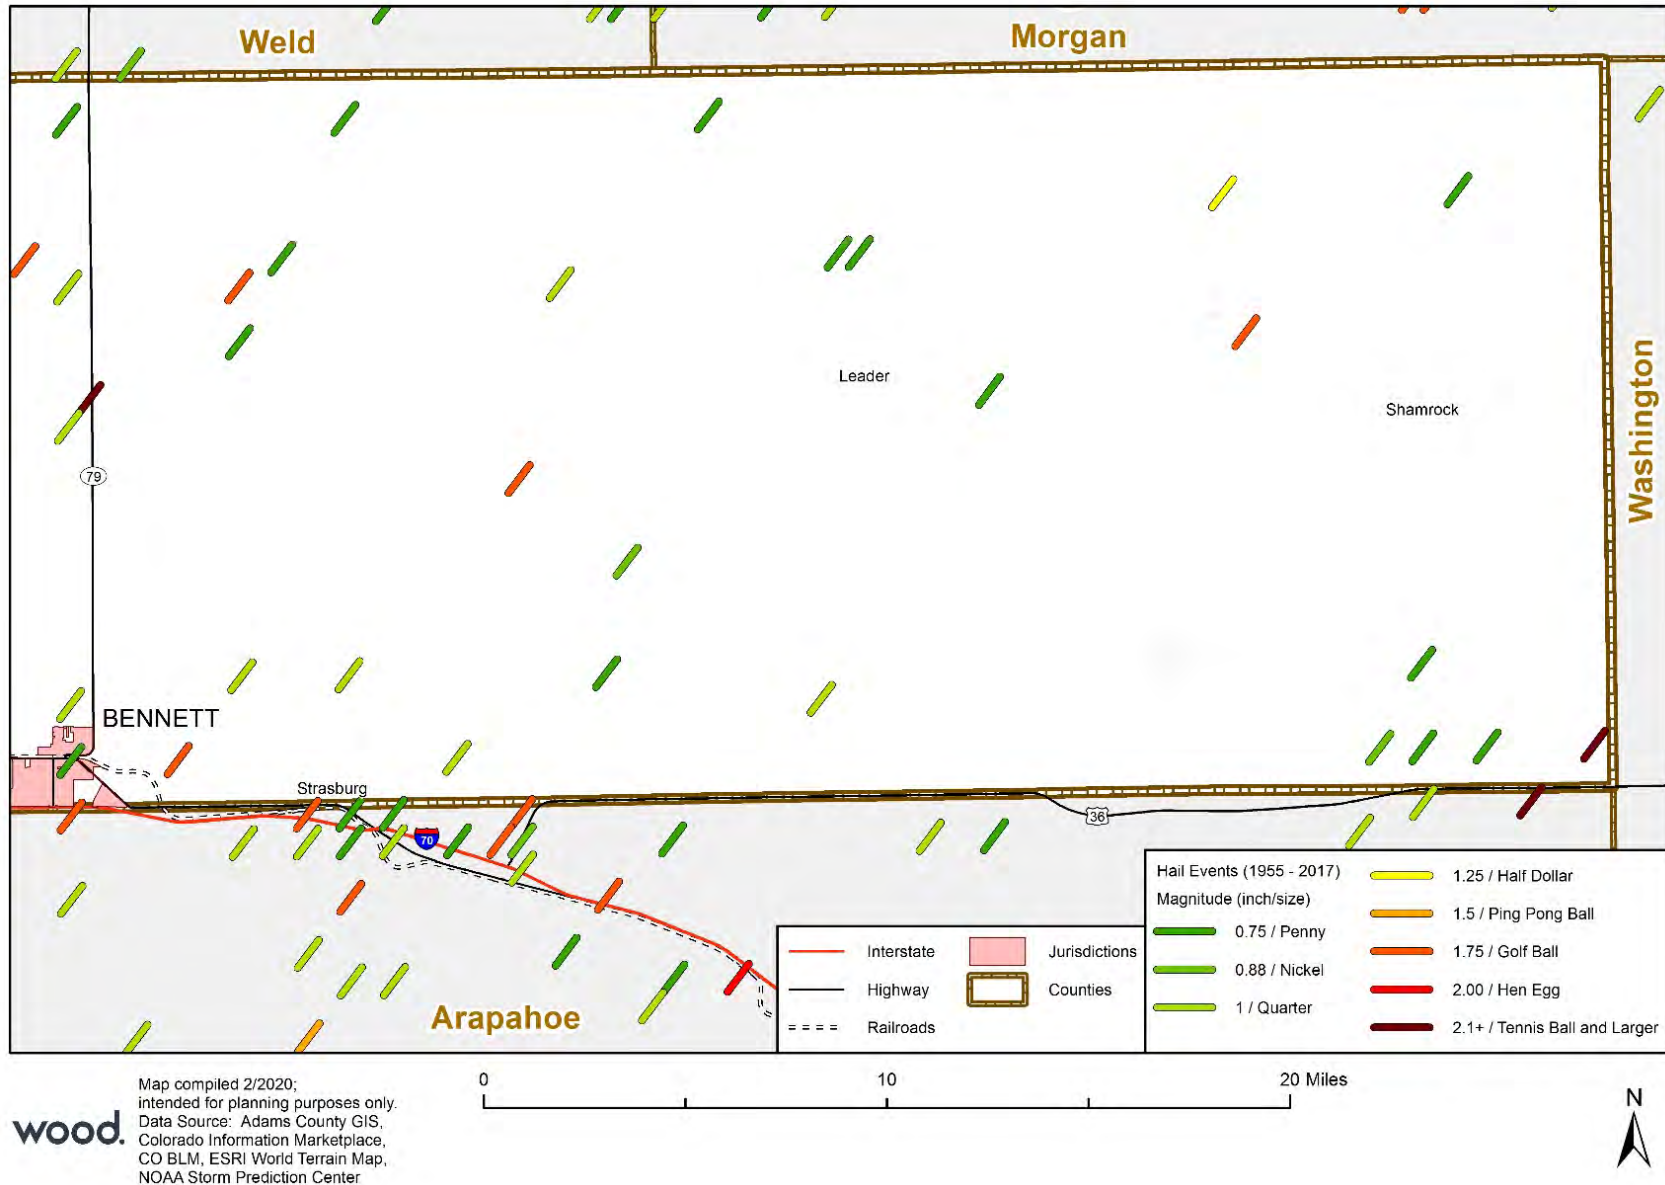 Weld
Morgan
Washington
Leader
Shamrock
79
BENNETT
Strasburg
36
70
Arapahoe
Interstate
Highway
Railroads
Jurisdictions
Counties
Hail Events (1955 - 2017)
Magnitude (inch/size)
0.75 / Penny
0.88 / Nickel
1 / Quarter
1.25 / Half Dollar
1.5 / Ping Pong Ball
1.75 / Golf Ball
2.00 / Hen Egg
2.1+ / Tennis Ball and Larger
0 10 20 Miles
N
wood.
Map compiled 2/2020;
intended for planning purposes only.
Data Source: Adams County GIS,
Colorado Information Marketplace,
CO BLM, ESRI World Terrain Map,
NOAA Storm Prediction Center